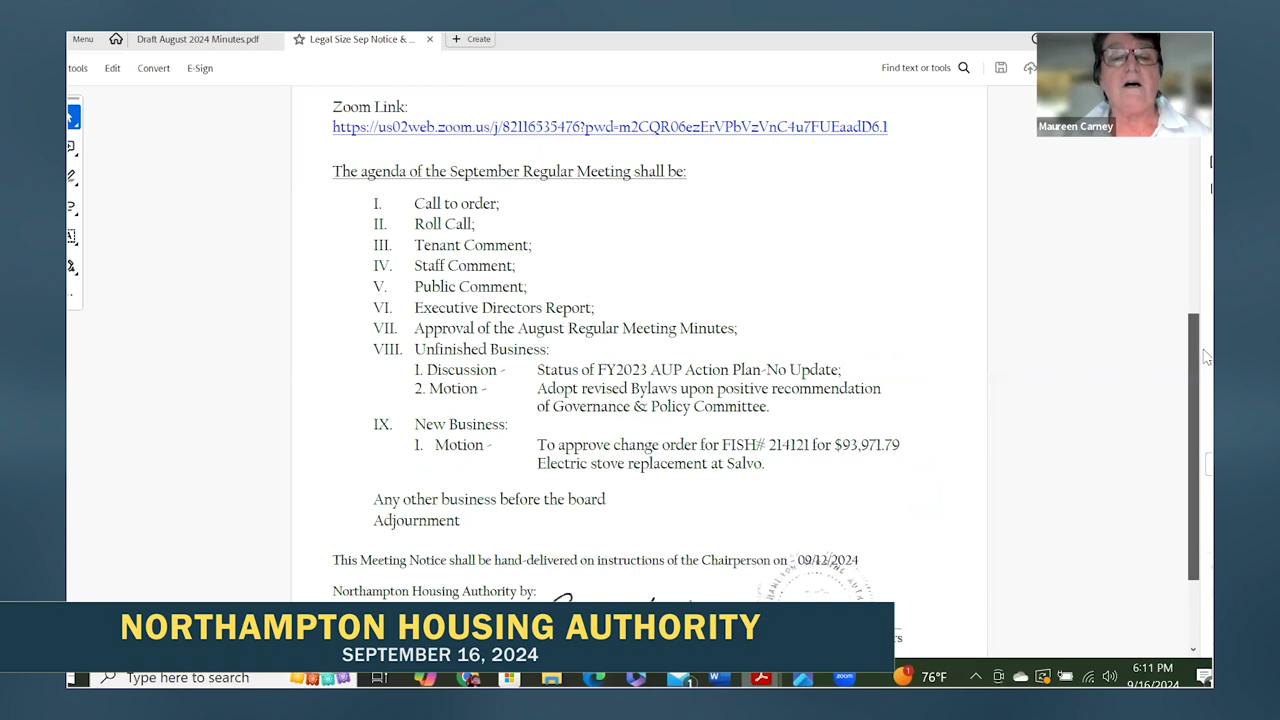 Menu
Draft August 2024 Minutes.pdf
Legal Size Sep Notice & ...
Create
tools
Edit
Convert
E-Sign
Find text or tools
Maureen Carney
Zoom Link:
https://us02web.zoom.us/j/82116535476?pwd=m2CQR06ezErVPbVzVnC4u7FUEaadD6.1
The agenda of the September Regular Meeting shall be:
I. Call to order;
II. Roll Call;
III. Tenant Comment;
IV. Staff Comment;
V. Public Comment;
VI. Executive Directors Report;
VII. Approval of the August Regular Meeting Minutes;
VIII. Unfinished Business:
1. Discussion - Status of FY2023 AUP Action Plan-No Update;
2. Motion - Adopt revised Bylaws upon positive recommendation
of Governance & Policy Committee.
IX. New Business:
1. Motion - To approve change order for FISH# 214121 for $93,971.79
Electric stove replacement at Salvo.
Any other business before the board
Adjournment
This Meeting Notice shall be hand-delivered on instructions of the Chairperson on - 09/12/2024
Northampton Housing Authority by:
NORTHAMPTON HOUSING AUTHORITY
SEPTEMBER 16, 2024
Type here to search
zoom
1
76°F
6:11 PM
9/16/2024